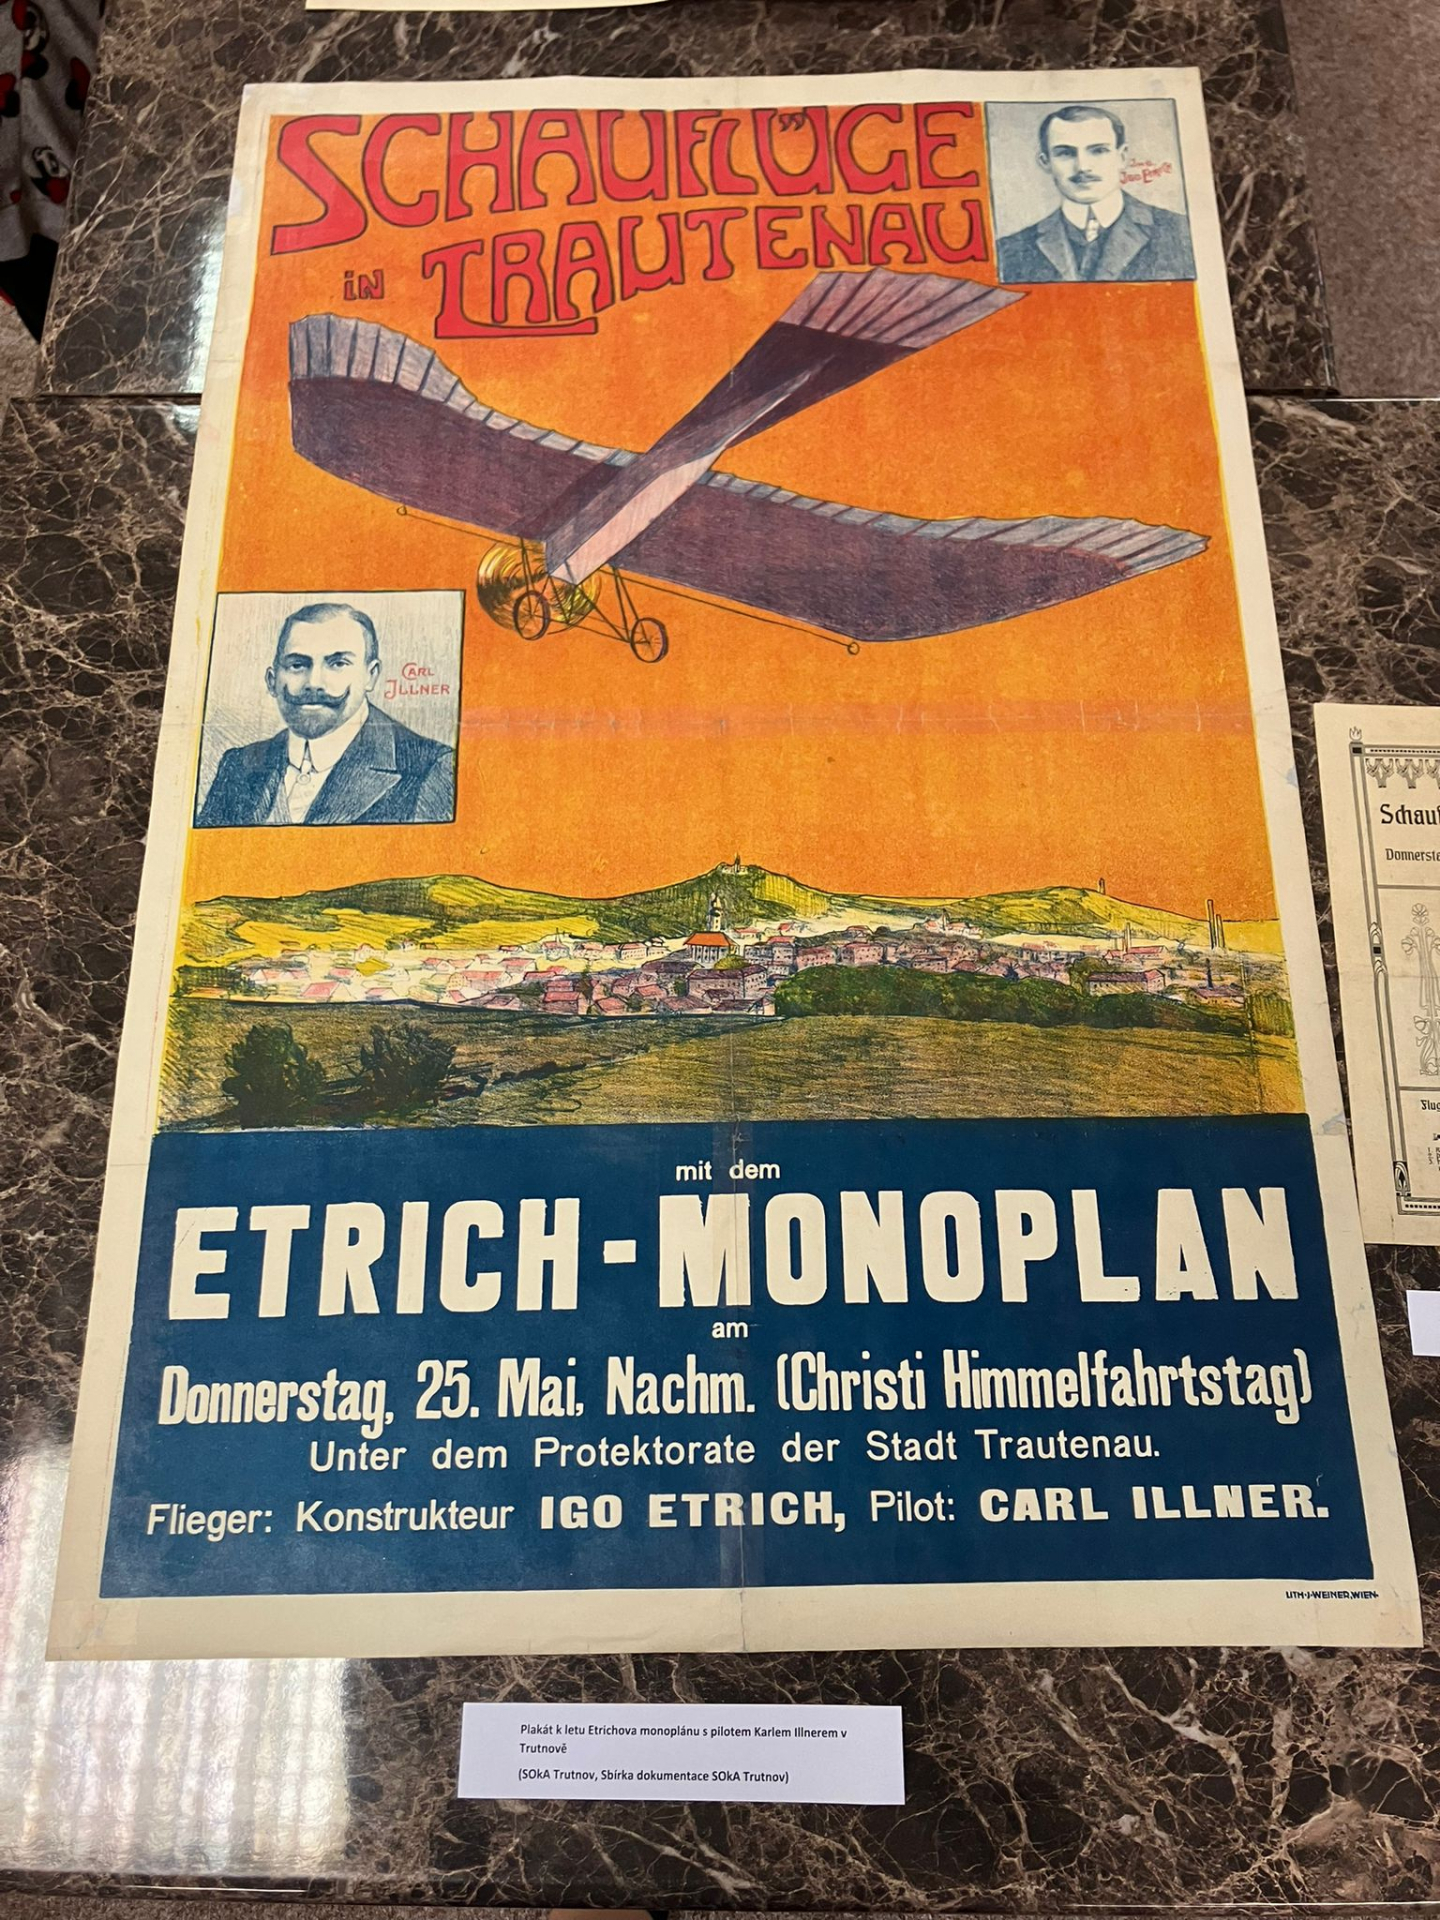 SCHAUFLÜGE
in TRAUTENAU
CARL
ILLNER
mit dem
ETRICH-MONOPLAN
am
Donnerstag, 25. Mai, Nachm. (Christi Himmelfahrtstag)
Unter dem Protektorate der Stadt Trautenau.
Flieger: Konstrukteur IGO ETRICH, Pilot: CARL ILLNER.
LITH·J·WEINER, WIEN·
Plakát k letu Etrichova monoplánu s pilotem Karlem Illnerem v
Trutnově
(SOkA Trutnov, Sbírka dokumentace SOkA Trutnov)